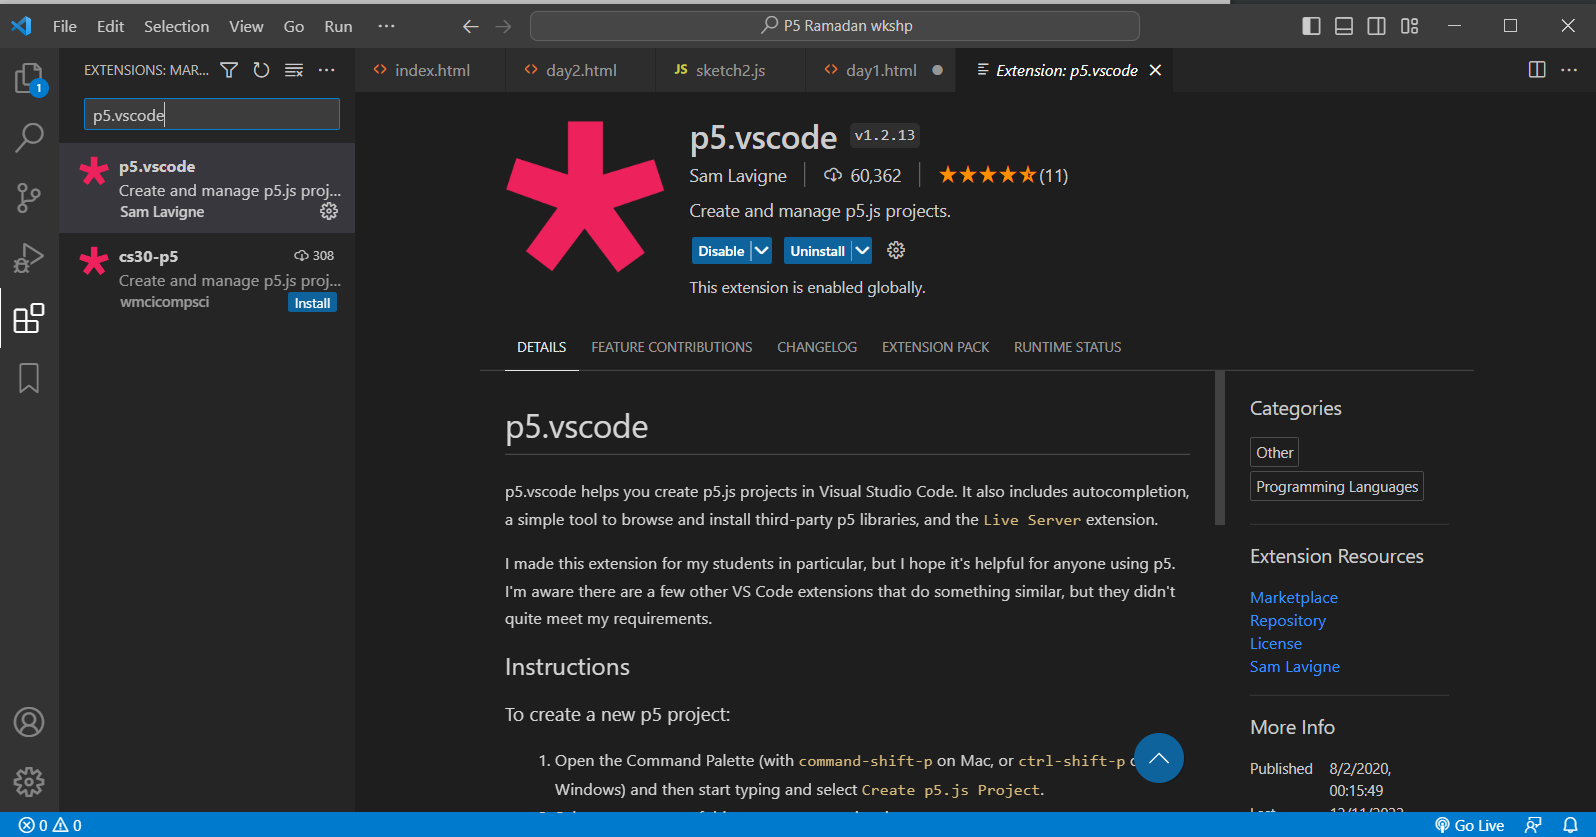 File Edit Selection View Go Run ···
P5 Ramadan wkshp
EXTENSIONS: MAR... ···
p5.vscode
p5.vscode
Create and manage p5.js proj...
Sam Lavigne
cs30-p5 308
Create and manage p5.js proj...
wmcicompsci Install
1
index.html day2.html JS sketch2.js day1.html Extension: p5.vscode ···
p5.vscode v1.2.13
Sam Lavigne 60,362 (11)
Create and manage p5.js projects.
Disable Uninstall
This extension is enabled globally.
DETAILS FEATURE CONTRIBUTIONS CHANGELOG EXTENSION PACK RUNTIME STATUS
p5.vscode
p5.vscode helps you create p5.js projects in Visual Studio Code. It also includes autocompletion,
a simple tool to browse and install third-party p5 libraries, and the Live Server extension.
I made this extension for my students in particular, but I hope it's helpful for anyone using p5.
I'm aware there are a few other VS Code extensions that do something similar, but they didn't
quite meet my requirements.
Instructions
To create a new p5 project:
1. Open the Command Palette (with command-shift-p on Mac, or ctrl-shift-p
Windows) and then start typing and select Create p5.js Project.
Categories
Other
Programming Languages
Extension Resources
Marketplace
Repository
License
Sam Lavigne
More Info
Published 8/2/2020,
00:15:49
0 0 Go Live